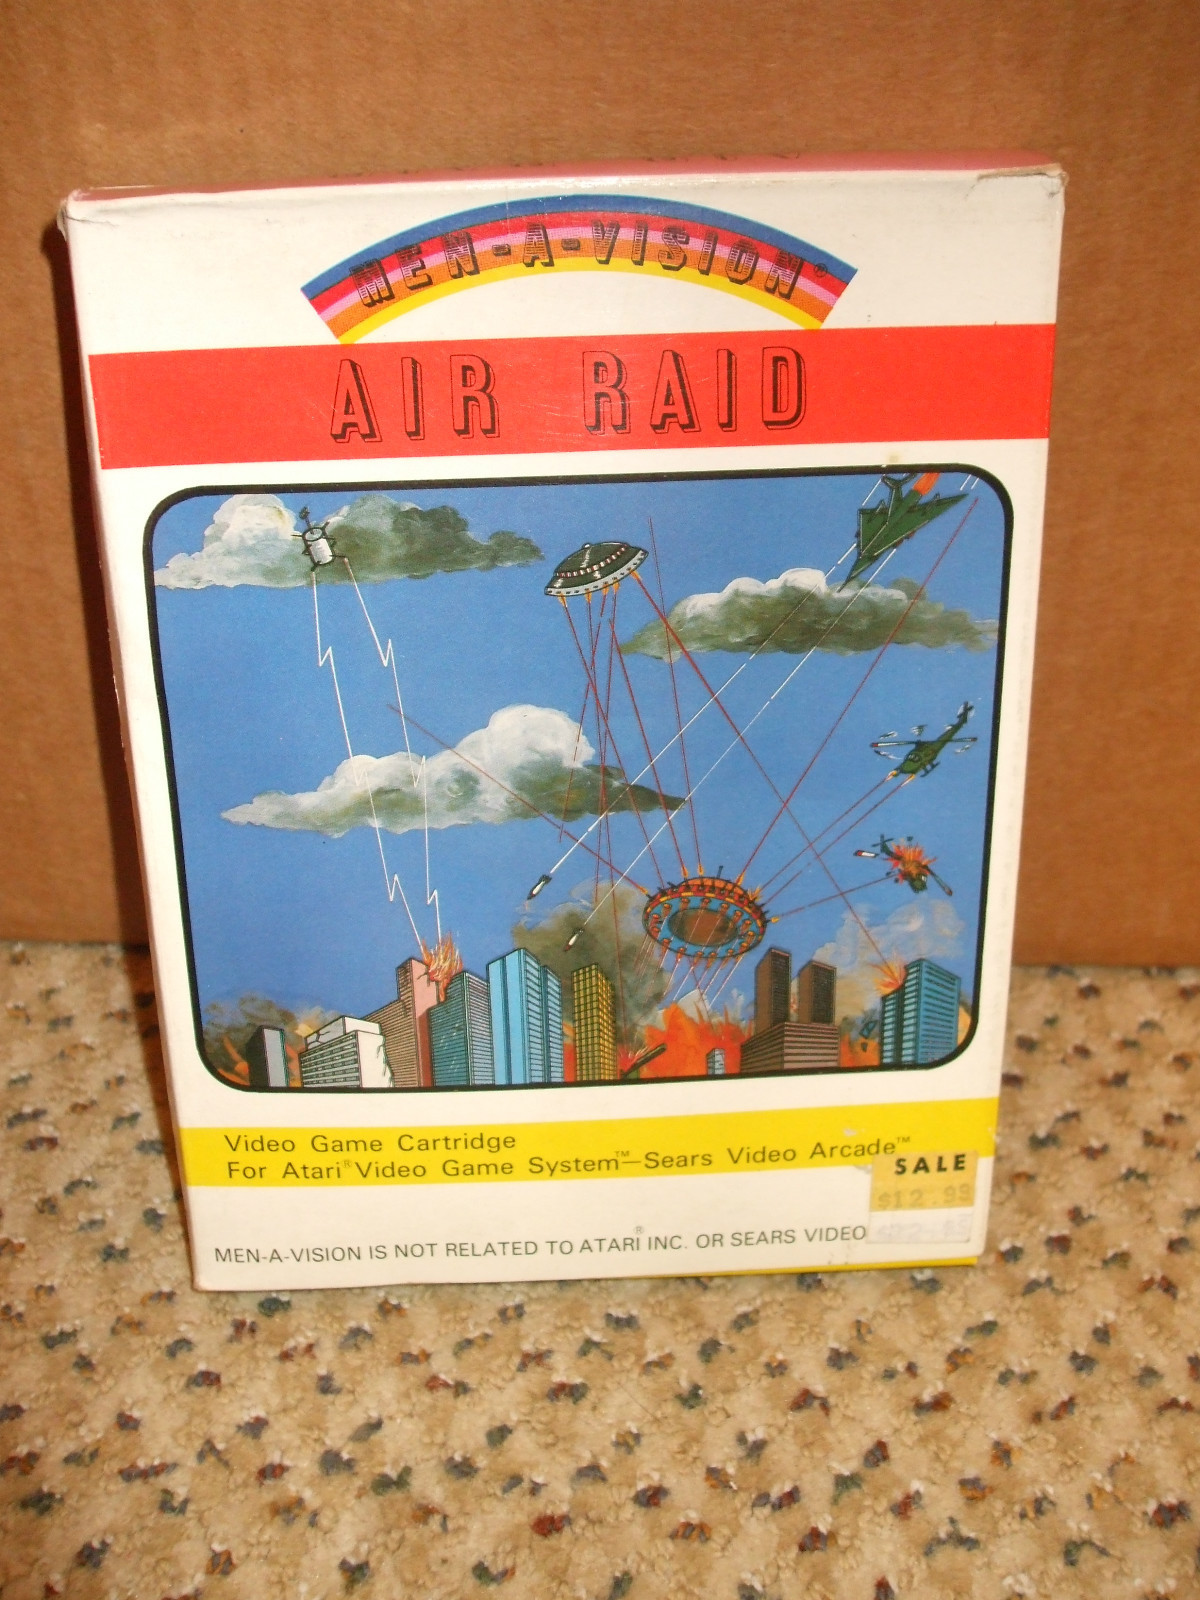 MEN-A-VISION®
AIR RAID
Video Game Cartridge
For Atari® Video Game System™—Sears Video Arcade™
SALE
$12.99
MEN-A-VISION IS NOT RELATED TO ATARI® INC. OR SEARS VIDEO